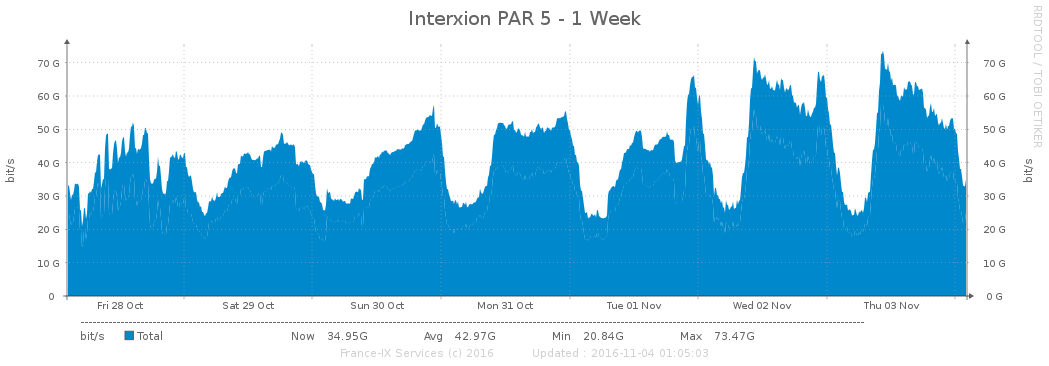 Interxion PAR 5 - 1 Week
RRDTOOL / TOBI OETIKER
bit/s
70 G 70 G
60 G 60 G
50 G 50 G
40 G 40 G
30 G 30 G
20 G 20 G
10 G 10 G
0 0 G
bit/s
Fri 28 Oct Sat 29 Oct Sun 30 Oct Mon 31 Oct Tue 01 Nov Wed 02 Nov Thu 03 Nov
bit/s Total Now 34.95G Avg 42.97G Min 20.84G Max 73.47G
France-IX Services (c) 2016 Updated : 2016-11-04 01:05:03